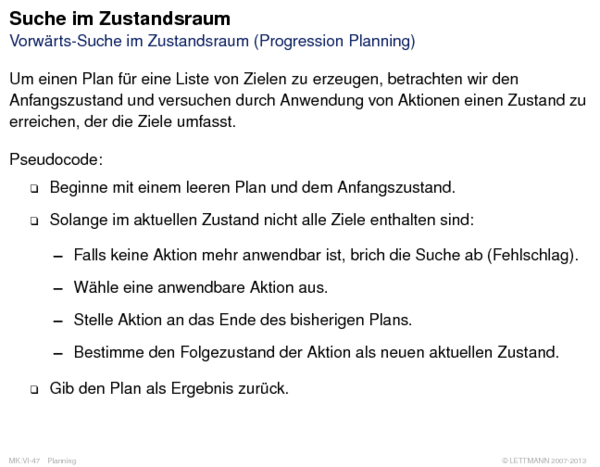 Suche im Zustandsraum
Vorwärts-Suche im Zustandsraum (Progression Planning)
Um einen Plan für eine Liste von Zielen zu erzeugen, betrachten wir den
Anfangszustand und versuchen durch Anwendung von Aktionen einen Zustand zu
erreichen, der die Ziele umfasst.
Pseudocode:
❑ Beginne mit einem leeren Plan und dem Anfangszustand.
❑ Solange im aktuellen Zustand nicht alle Ziele enthalten sind:
– Falls keine Aktion mehr anwendbar ist, brich die Suche ab (Fehlschlag).
– Wähle eine anwendbare Aktion aus.
– Stelle Aktion an das Ende des bisherigen Plans.
– Bestimme den Folgezustand der Aktion als neuen aktuellen Zustand.
❑ Gib den Plan als Ergebnis zurück.
MK:VI-47 Planning © LETTMANN 2007-2013